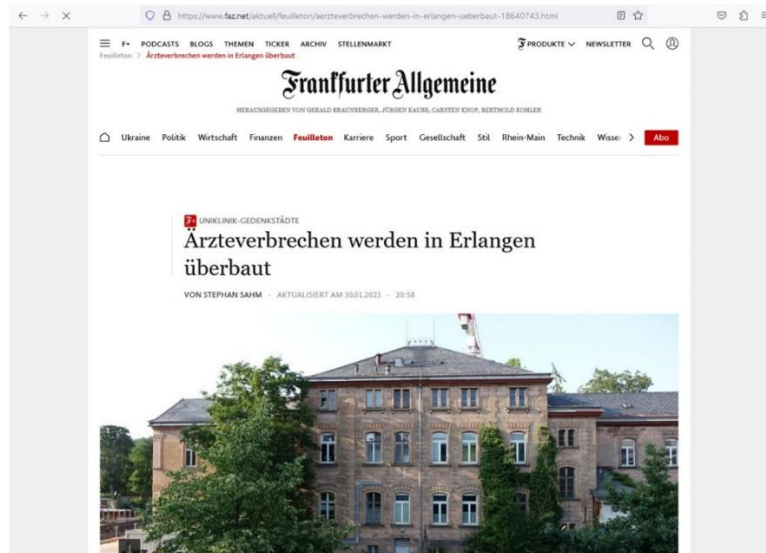 https://www.faz.net/aktuell/feuilleton/aerzteverbrechen-werden-in-erlangen-ueberbaut-18640743.html
F+ PODCASTS BLOGS THEMEN TICKER ARCHIV STELLENMARKT
PRODUKTE NEWSLETTER
Feuilleton > Ärzteverbrechen werden in Erlangen überbaut
Frankfurter Allgemeine
HERAUSGEGEBEN VON GERALD BRAUNBERGER, JÜRGEN KAUBE, CARSTEN KNOP, BERTHOLD KOHLER
Ukraine Politik Wirtschaft Finanzen Feuilleton Karriere Sport Gesellschaft Stil Rhein-Main Technik Wisse Abo
F+ UNIKLINIK-GEDENKSTÄDTE
Ärzteverbrechen werden in Erlangen
überbaut
VON STEPHAN SAHM - AKTUALISIERT AM 30.01.2023 - 20:58